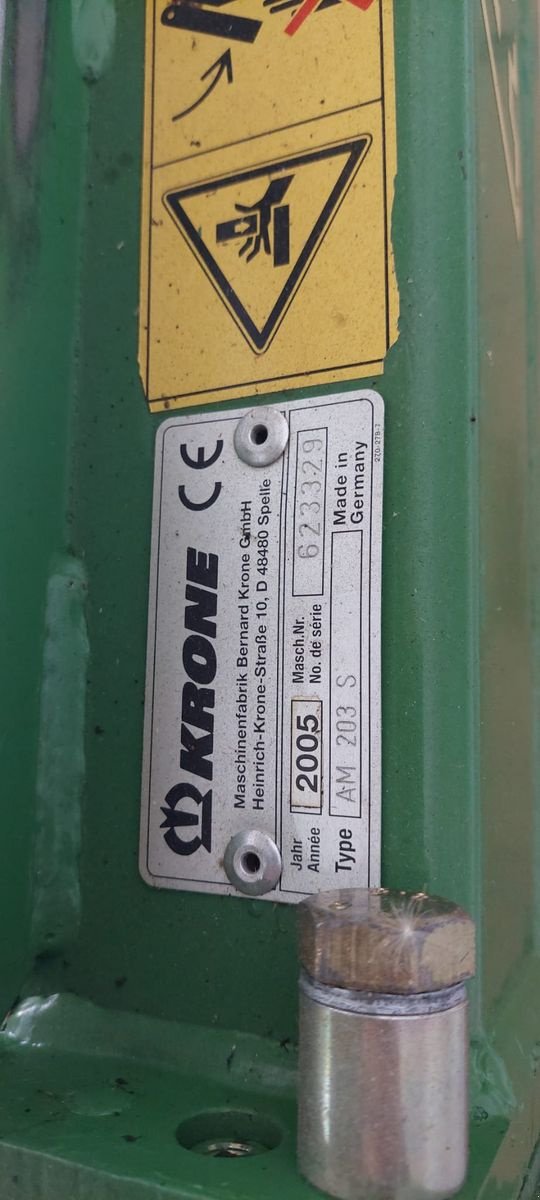 KRONE CE
Maschinenfabrik Bernard Krone GmbH
Heinrich-Krone-Straße 10, D 48480 Spelle
Jahr
Année
2005
Masch.Nr.
No. de série
623329
Type
AM 203 S
Made in
Germany